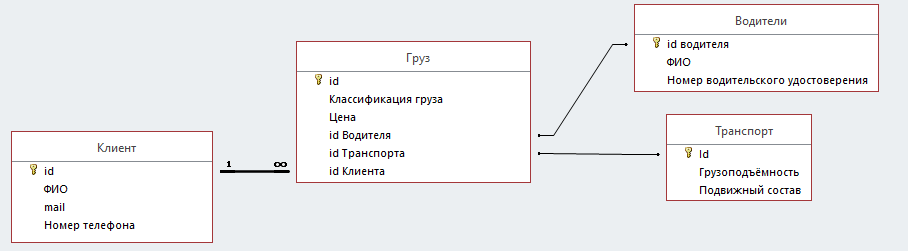 Клиент
id
ФИО
mail
Номер телефона
1 ∞
Груз
id
Классификация груза
Цена
id Водителя
id Транспорта
id Клиента
Водители
id водителя
ФИО
Номер водительского удостоверения
Транспорт
Id
Грузоподъёмность
Подвижный состав